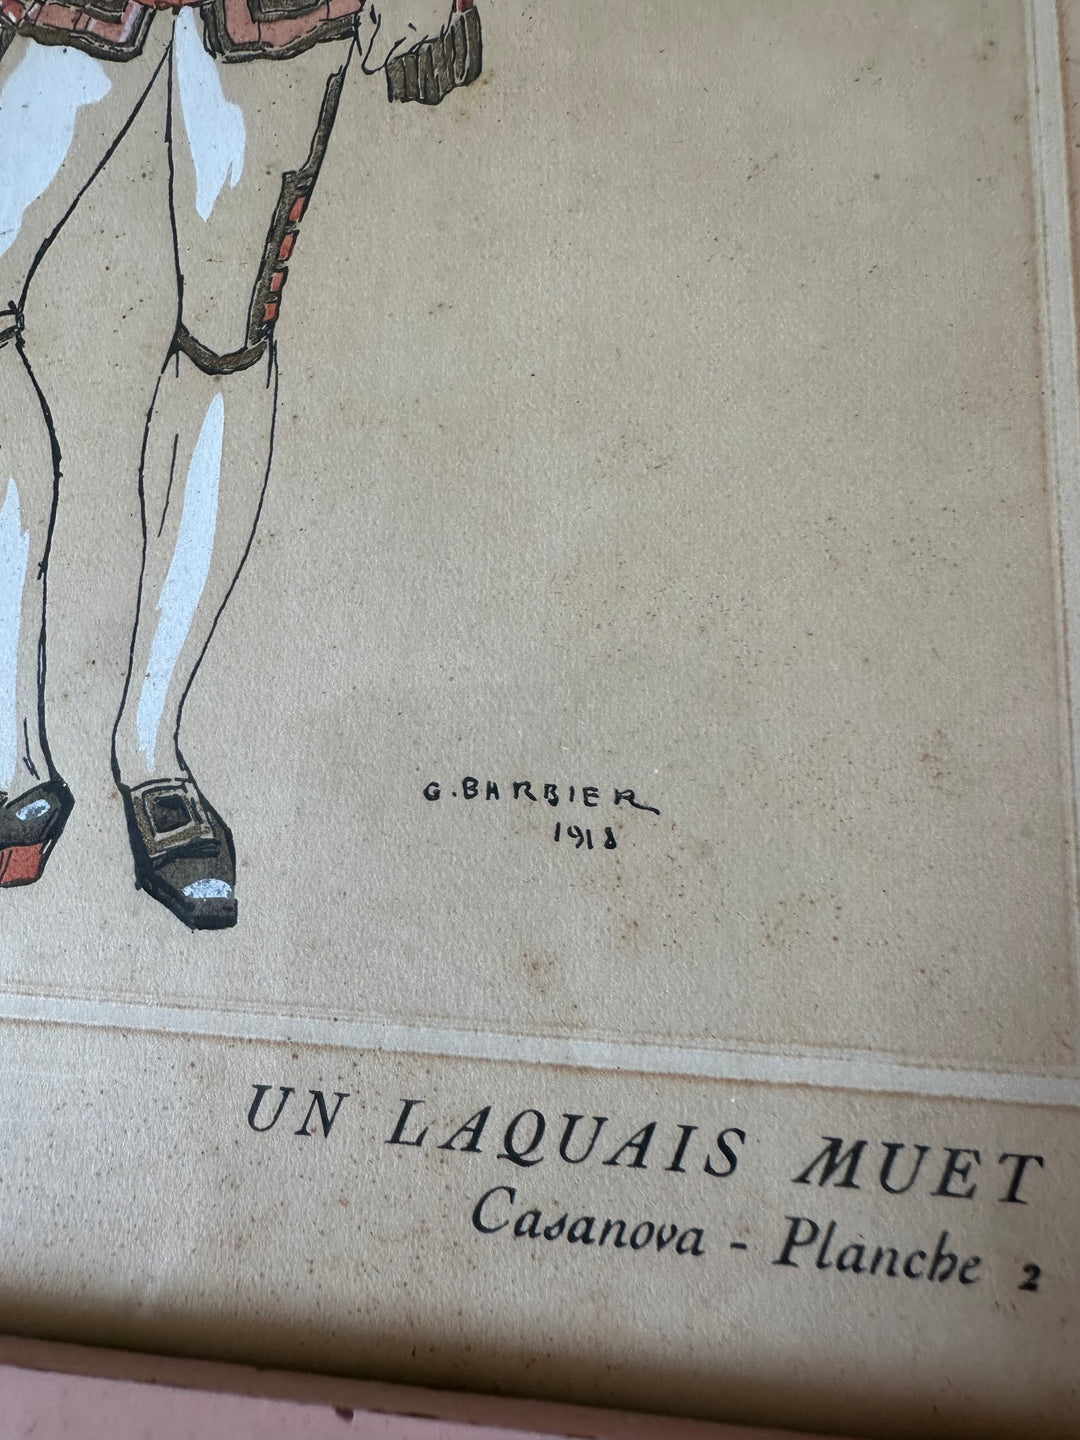 G. BARBIER
1918
UN LAQUAIS MUET
Casanova - Planche 2